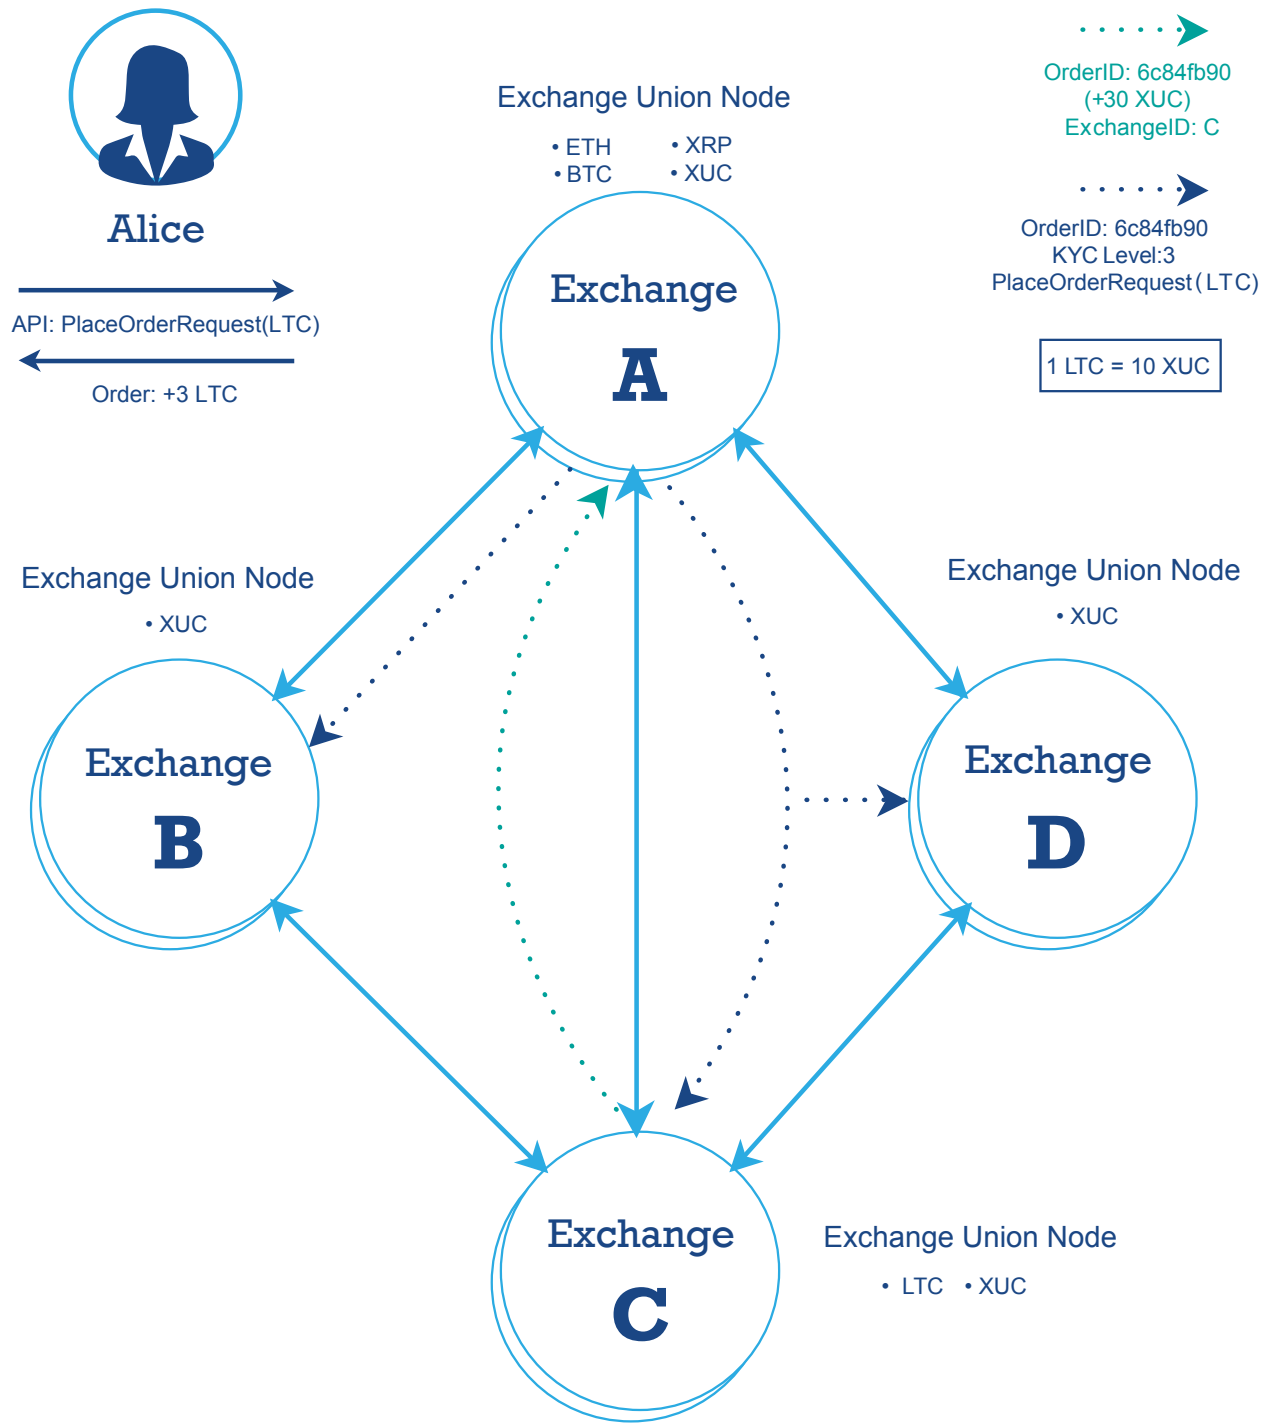 Alice
API: PlaceOrderRequest(LTC)
Order: +3 LTC
Exchange Union Node
• ETH • XRP
• BTC • XUC
Exchange
A
OrderID: 6c84fb90
(+30 XUC)
ExchangeID: C
OrderID: 6c84fb90
KYC Level:3
PlaceOrderRequest(LTC)
1 LTC = 10 XUC
Exchange Union Node
• XUC
Exchange
B
Exchange Union Node
• XUC
Exchange
D
Exchange
C
Exchange Union Node
• LTC • XUC